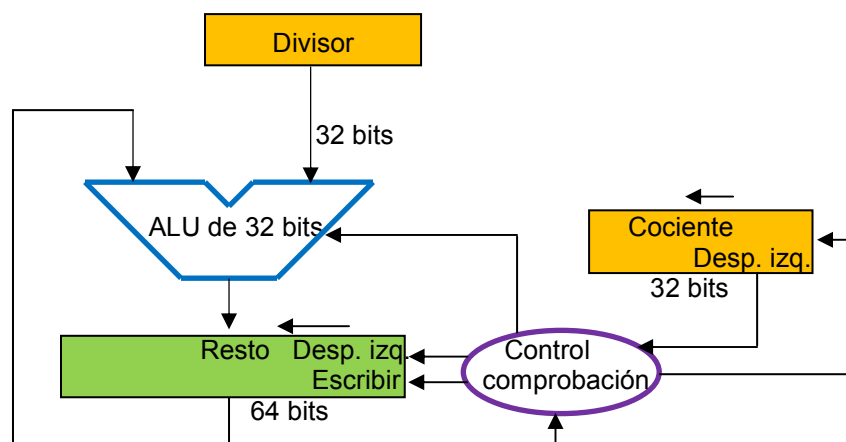 Divisor
32 bits
ALU de 32 bits
Cociente
Desp. izq.
32 bits
Resto Desp. izq.
Escribir
64 bits
Control
comprobación